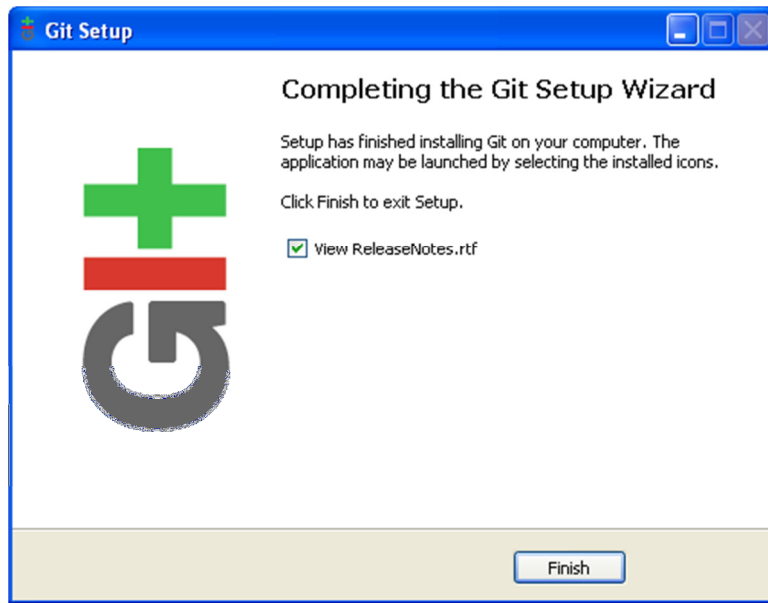 Git Setup
Completing the Git Setup Wizard
Setup has finished installing Git on your computer. The
application may be launched by selecting the installed icons.
Click Finish to exit Setup.
View ReleaseNotes.rtf
GIt
Finish